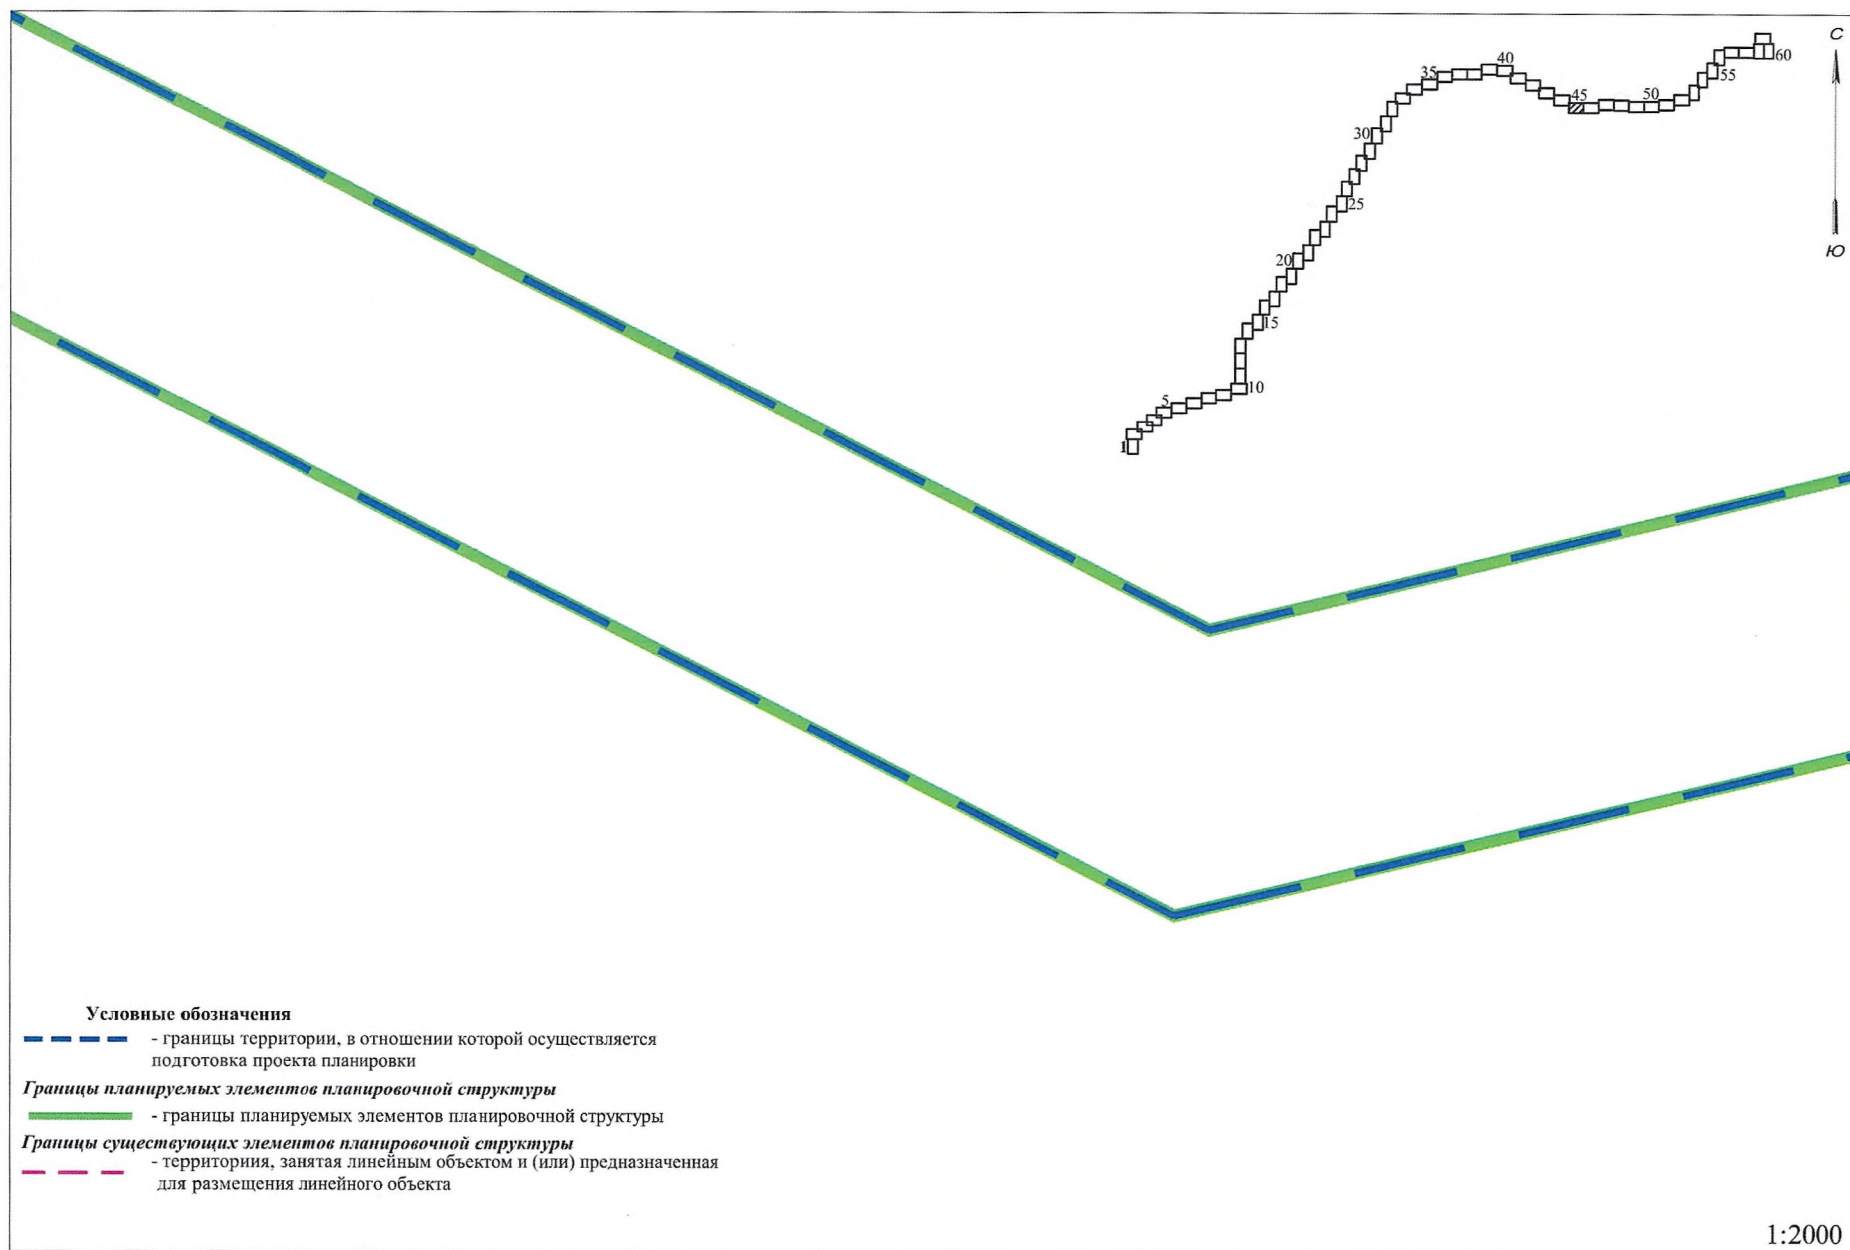 С
Ю
1
5
10
15
20
25
30
35
40
45
50
55
60
Условные обозначения
- границы территории, в отношении которой осуществляется
подготовка проекта планировки
Границы планируемых элементов планировочной структуры
- границы планируемых элементов планировочной структуры
Границы существующих элементов планировочной структуры
- территориия, занятая линейным объектом и (или) предназначенная
для размещения линейного объекта
1:2000